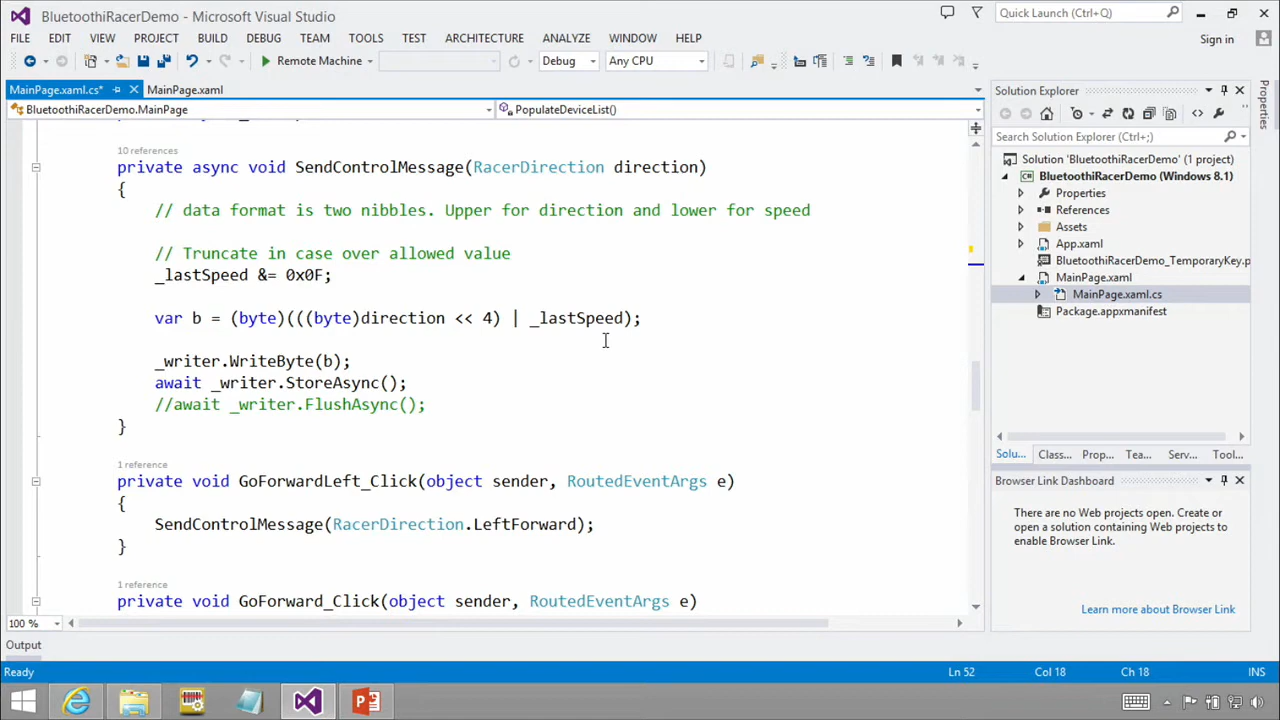 BluetoothiRacerDemo - Microsoft Visual Studio
Quick Launch (Ctrl+Q)
FILE EDIT VIEW PROJECT BUILD DEBUG TEAM TOOLS TEST ARCHITECTURE ANALYZE WINDOW HELP
Sign in
Remote Machine Debug Any CPU
MainPage.xaml.cs* MainPage.xaml
BluetoothiRacerDemo.MainPage PopulateDeviceList()
10 references
private async void SendControlMessage(RacerDirection direction)
{
// data format is two nibbles. Upper for direction and lower for speed
// Truncate in case over allowed value
_lastSpeed &= 0x0F;
var b = (byte)(((byte)direction << 4) | _lastSpeed);
_writer.WriteByte(b);
await _writer.StoreAsync();
//await _writer.FlushAsync();
}
1 reference
private void GoForwardLeft_Click(object sender, RoutedEventArgs e)
{
SendControlMessage(RacerDirection.LeftForward);
}
1 reference
private void GoForward_Click(object sender, RoutedEventArgs e)
100 %
Output
Solution Explorer
Search Solution Explorer (Ctrl+;)
Solution 'BluetoothiRacerDemo' (1 project)
BluetoothiRacerDemo (Windows 8.1)
Properties
References
Assets
App.xaml
BluetoothiRacerDemo_TemporaryKey.p
MainPage.xaml
MainPage.xaml.cs
Package.appxmanifest
Solu... Class... Prop... Tea... Serv... Tool...
Browser Link Dashboard
There are no Web projects open. Create or
open a solution containing Web projects to
enable Browser Link.
Learn more about Browser Link
Properties
Ready Ln 52 Col 18 Ch 18 INS